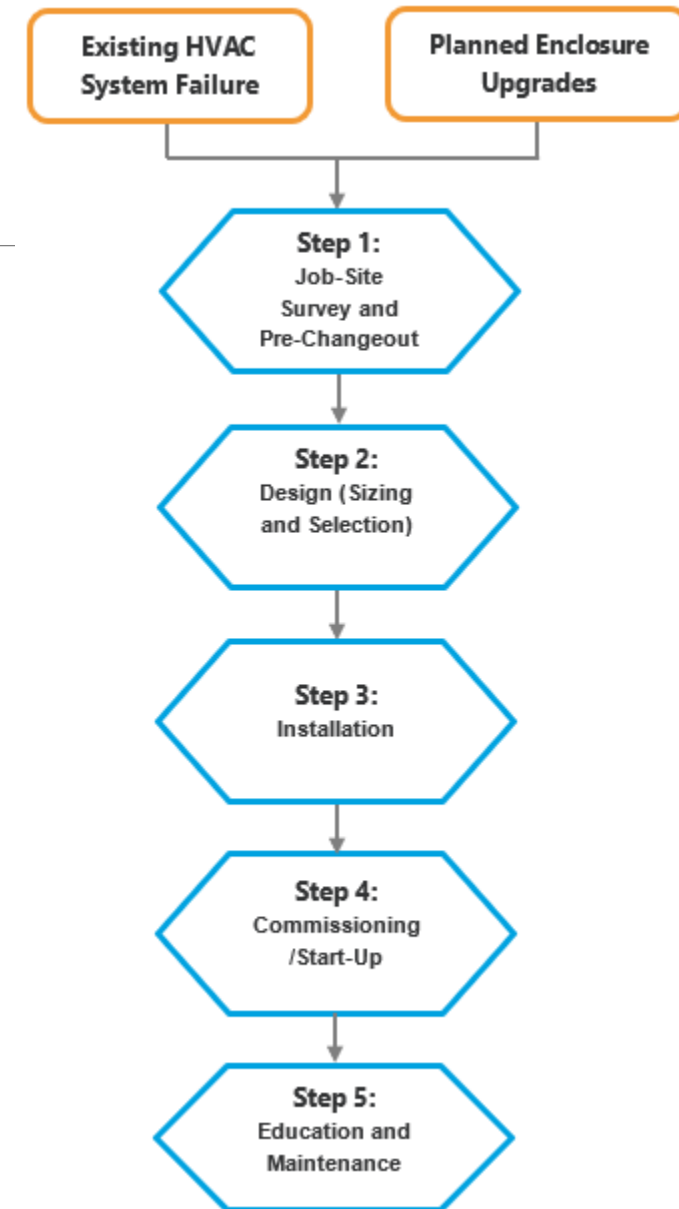 Existing HVAC
System Failure
Planned Enclosure
Upgrades
Step 1:
Job-Site
Survey and
Pre-Changeout
Step 2:
Design (Sizing
and Selection)
Step 3:
Installation
Step 4:
Commissioning
/Start-Up
Step 5:
Education and
Maintenance